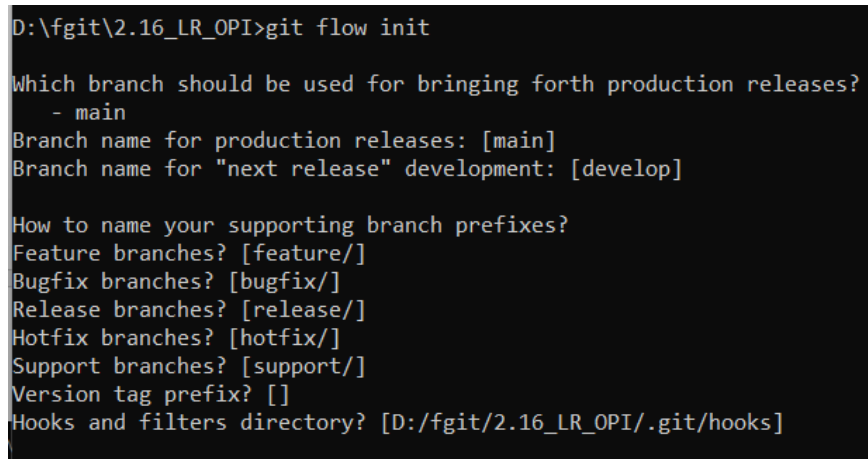 D:\fgit\2.16_LR_OPI>git flow init
Which branch should be used for bringing forth production releases?
- main
Branch name for production releases: [main]
Branch name for "next release" development: [develop]
How to name your supporting branch prefixes?
Feature branches? [feature/]
Bugfix branches? [bugfix/]
Release branches? [release/]
Hotfix branches? [hotfix/]
Support branches? [support/]
Version tag prefix? []
Hooks and filters directory? [D:/fgit/2.16_LR_OPI/.git/hooks]